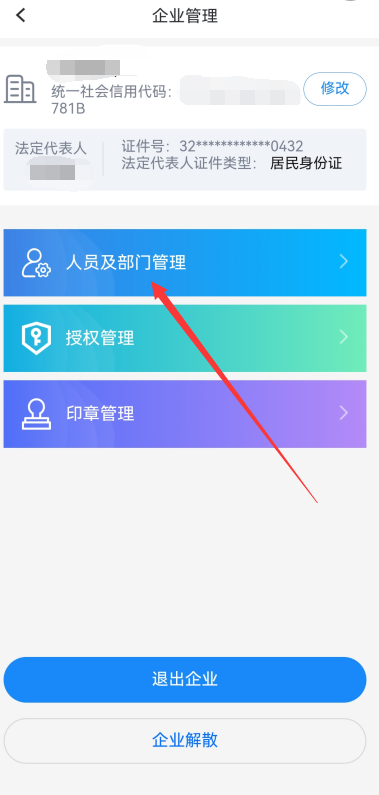 企业管理
统一社会信用代码：
781B
修改
法定代表人
证件号：32************0432
法定代表人证件类型： 居民身份证
人员及部门管理
授权管理
印章管理
退出企业
企业解散